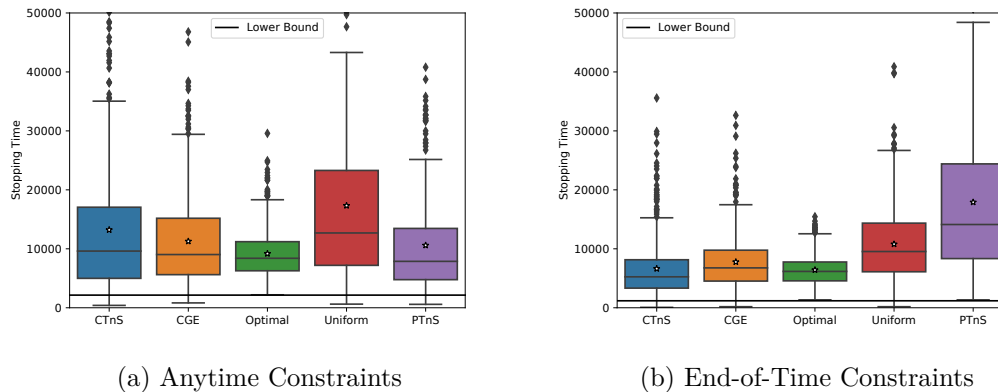 50000
40000
30000
20000
10000
0
Stopping Time
Lower Bound
CTnS CGE Optimal Uniform PTnS
(a) Anytime Constraints
50000
40000
30000
20000
10000
0
Stopping Time
Lower Bound
CTnS CGE Optimal Uniform PTnS
(b) End-of-Time Constraints